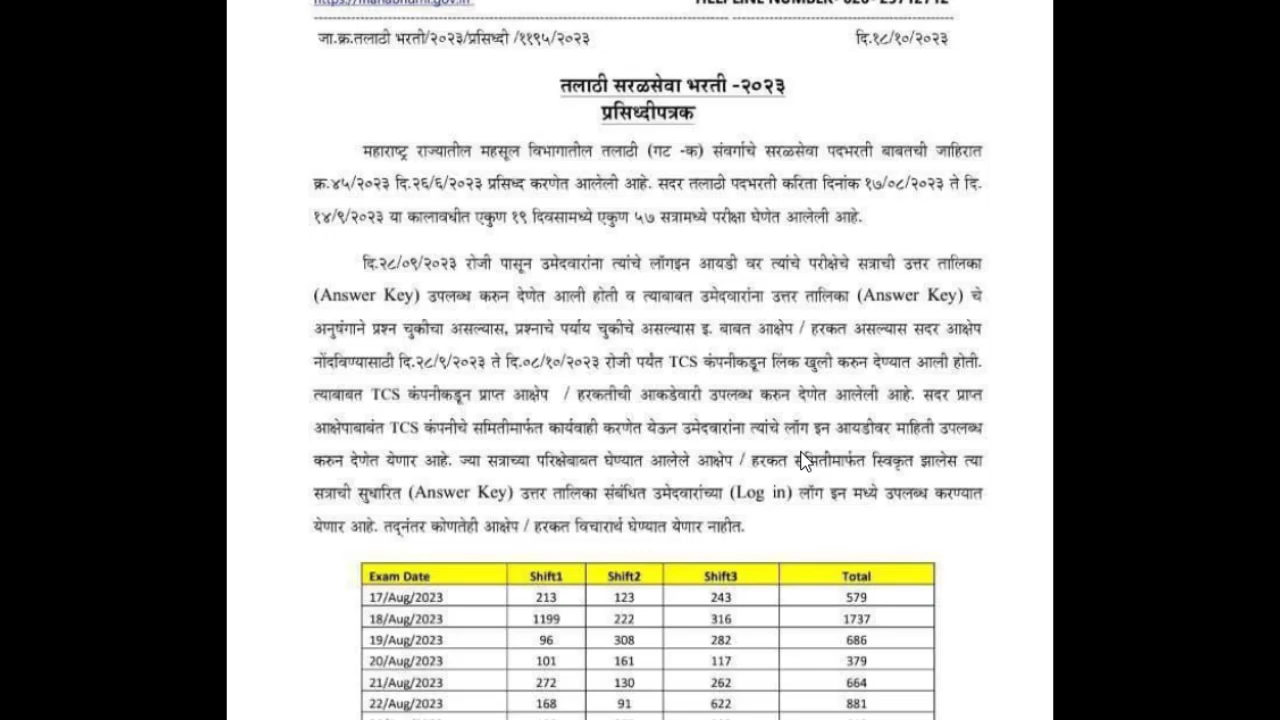 https://mahabhumi.gov.in
HELPLINE NUMBER- 020-25712712
जा.क्र.तलाठी भरती/२०२३/प्रसिध्दी /११९५/२०२३ दि.१८/१०/२०२३
तलाठी सरळसेवा भरती -२०२३
प्रसिध्दीपत्रक
महाराष्ट्र राज्यातील महसूल विभागातील तलाठी (गट -क) संवर्गाचे सरळसेवा पदभरती बाबतची जाहिरात
क्र.४५/२०२३ दि.२६/६/२०२३ प्रसिध्द करणेत आलेली आहे. सदर तलाठी पदभरती करिता दिनांक १७/०८/२०२३ ते दि.
१४/९/२०२३ या कालावधीत एकुण १९ दिवसामध्ये एकुण ५७ सत्रामध्ये परीक्षा घेणेत आलेली आहे.
दि.२८/०९/२०२३ रोजी पासून उमेदवारांना त्यांचे लॉगइन आयडी वर त्यांचे परीक्षेचे सत्राची उत्तर तालिका
(Answer Key) उपलब्ध करुन देणेत आली होती व त्याबाबत उमेदवारांना उत्तर तालिका (Answer Key) चे
अनुषंगाने प्रश्न चुकीचा असल्यास, प्रश्नाचे पर्याय चुकीचे असल्यास इ. बाबत आक्षेप / हरकत असल्यास सदर आक्षेप
नोंदविण्यासाठी दि.२८/९/२०२३ ते दि.०८/१०/२०२३ रोजी पर्यंत TCS कंपनीकडून लिंक खुली करुन देण्यात आली होती.
त्याबाबत TCS कंपनीकडून प्राप्त आक्षेप / हरकतीची आकडेवारी उपलब्ध करुन देणेत आलेली आहे. सदर प्राप्त
आक्षेपाबाबंत TCS कंपनीचे समितीमार्फत कार्यवाही करणेत येऊन उमेदवारांना त्यांचे लॉग इन आयडीवर माहिती उपलब्ध
करुन देणेत येणार आहे. ज्या सत्राच्या परिक्षेबाबत घेण्यात आलेले आक्षेप / हरकत समितीमार्फत स्विकृत झालेस त्या
सत्राची सुधारित (Answer Key) उत्तर तालिका संबंधित उमेदवारांच्या (Log in) लॉग इन मध्ये उपलब्ध करण्यात
येणार आहे. तद्नंतर कोणतेही आक्षेप / हरकत विचारार्थ घेण्यात येणार नाहीत.
Exam Date Shift1 Shift2 Shift3 Total
17/Aug/2023 213 123 243 579
18/Aug/2023 1199 222 316 1737
19/Aug/2023 96 308 282 686
20/Aug/2023 101 161 117 379
21/Aug/2023 272 130 262 664
22/Aug/2023 168 91 622 881